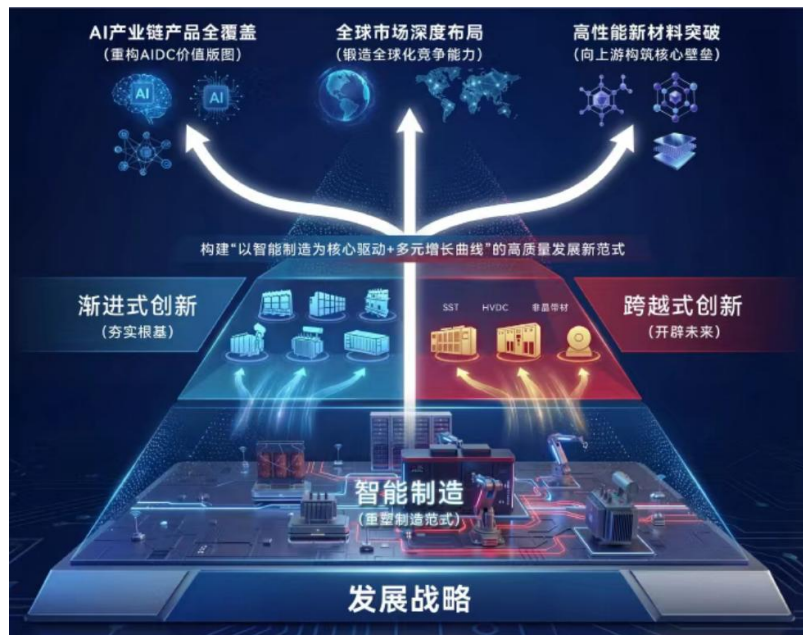 AI产业链产品全覆盖
（重构AIDC价值版图）
全球市场深度布局
（锻造全球化竞争能力）
高性能新材料突破
（向上游构筑核心壁垒）
AI
AI
构建“以智能制造为核心驱动+多元增长曲线”的高质量发展新范式
渐进式创新
（夯实根基）
SST
HVDC
非晶带材
跨越式创新
（开辟未来）
智能制造
（重塑制造范式）
发展战略